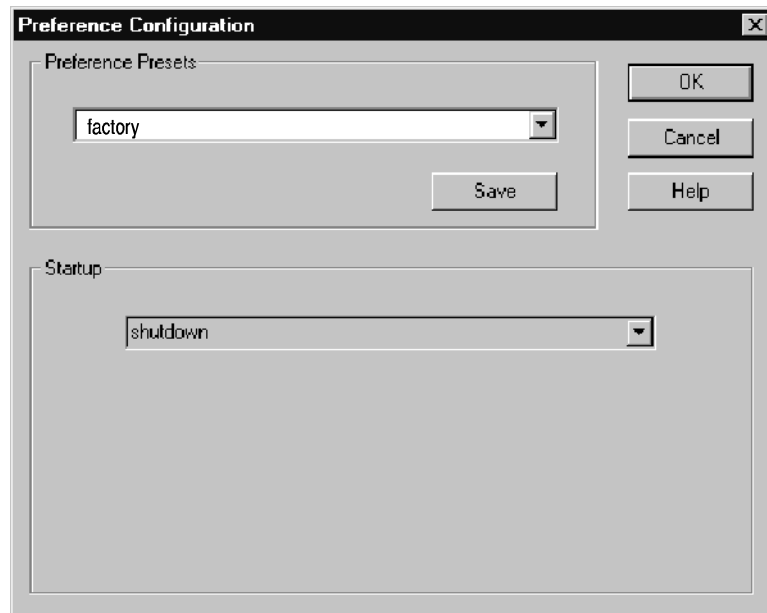 Preference Configuration
Preference Presets
factory
Save
OK
Cancel
Help
Startup
shutdown